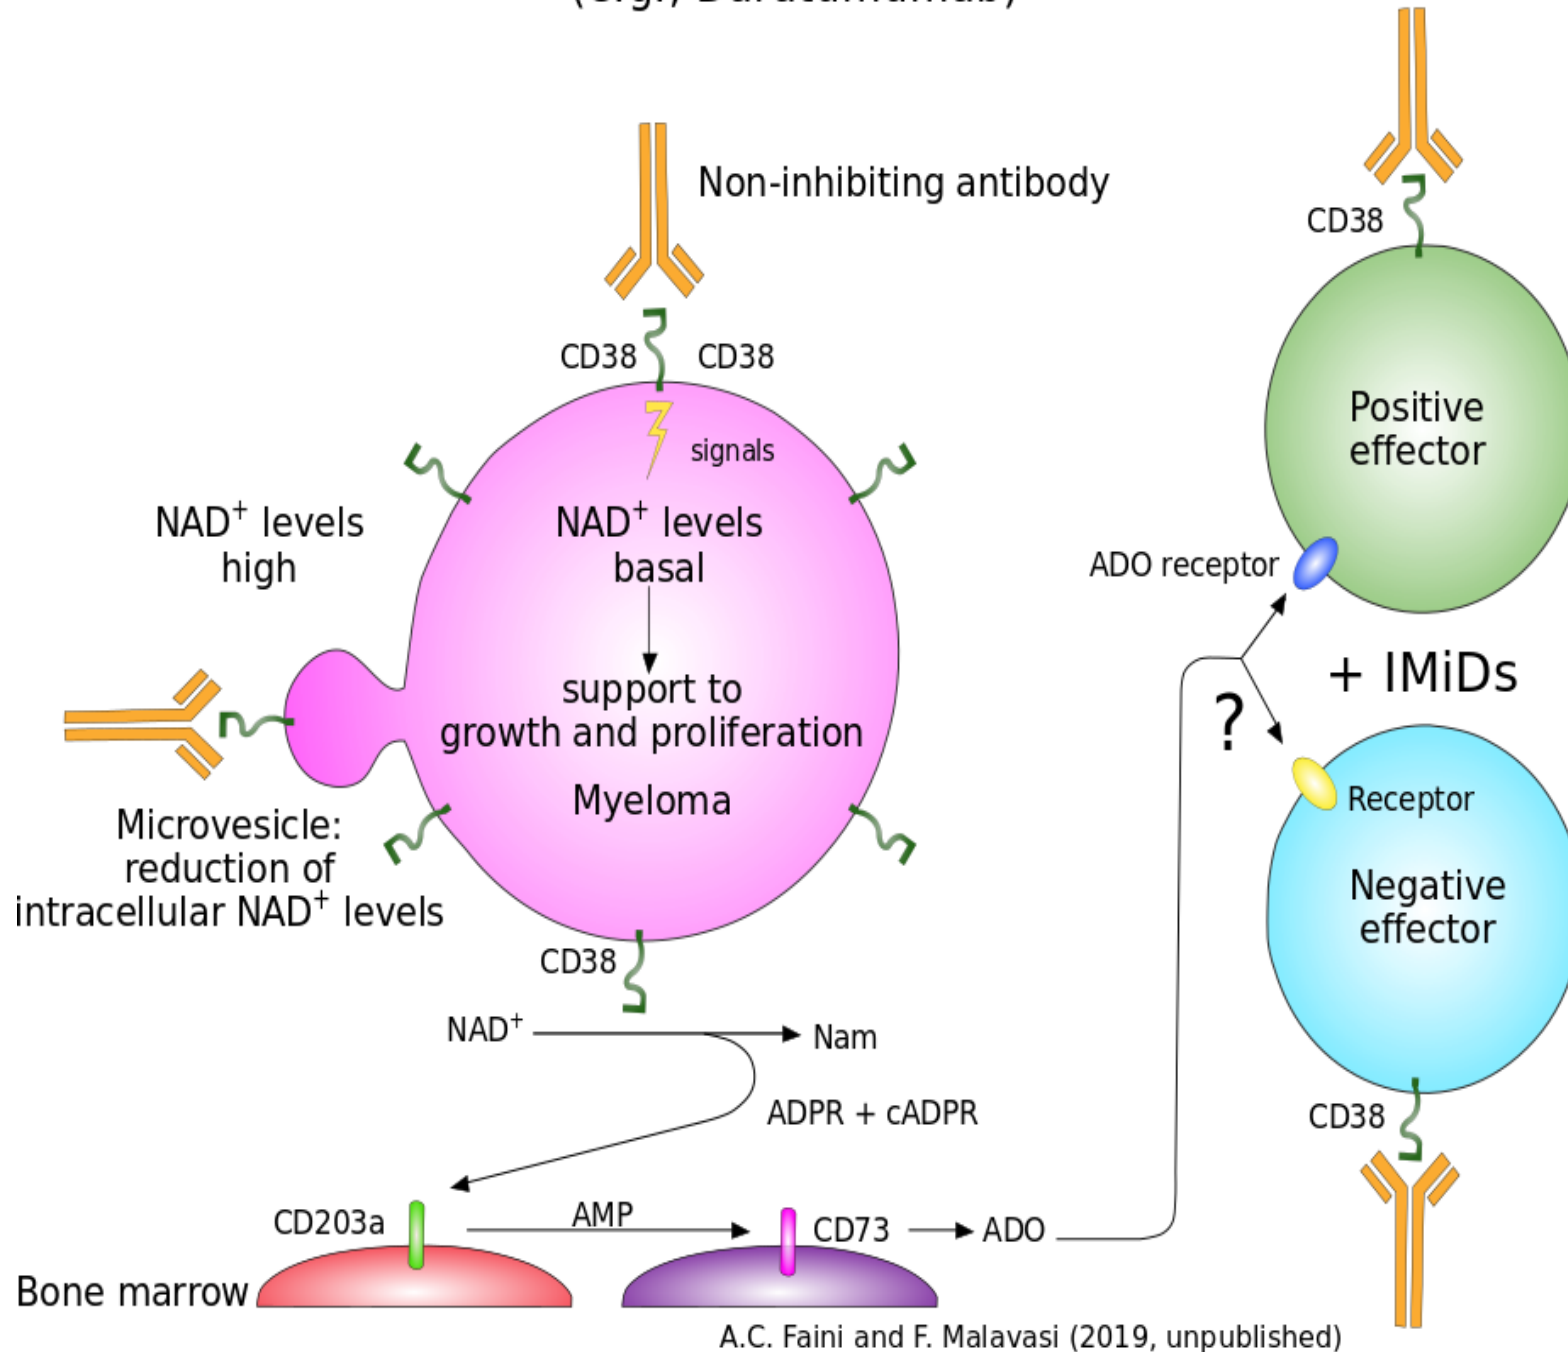 (e.g., Daratumumab)
Non-inhibiting antibody
CD38
CD38 CD38
signals
NAD⁺ levels
high
NAD⁺ levels
basal
support to
growth and proliferation
Myeloma
Positive
effector
ADO receptor
+ IMiDs
?
Receptor
Negative
effector
Microvesicle:
reduction of
intracellular NAD⁺ levels
CD38
NAD⁺
Nam
ADPR + cADPR
CD38
CD203a
AMP
CD73
ADO
Bone marrow
A.C. Faini and F. Malavasi (2019, unpublished)